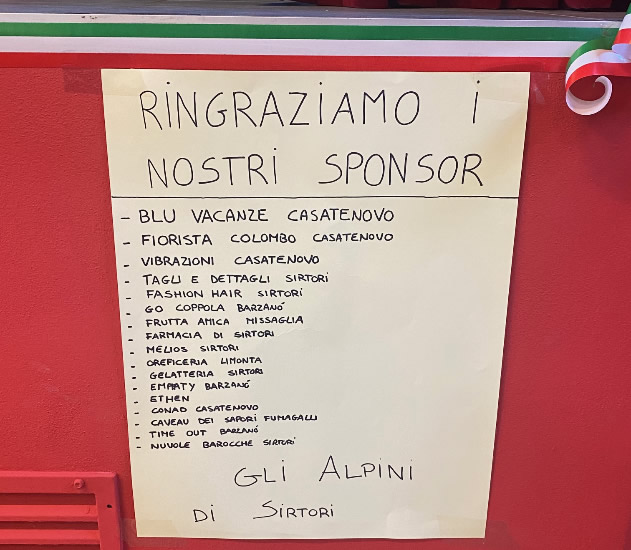 RINGRAZIAMO I
NOSTRI SPONSOR
- BLU VACANZE CASATENOVO
- FIORISTA COLOMBO CASATENOVO
- VIBRAZIONI CASATENOVO
- TAGLI E DETTAGLI SIRTORI
- FASHION HAIR SIRTORI
- GO COPPOLA BARZANÓ
- FRUTTA AMICA MISSAGLIA
- FARMACIA DI SIRTORI
- MELIOS SIRTORI
- OREFICERIA LIMONTA
- GELATTERIA SIRTORI
- EMPATY BARZANÓ
- ETHEN
- CONAD CASATENOVO
- CAVEAU DEI SAPORI FUMAGALLI
- TIME OUT BARZANÓ
- NUVOLE BAROCCHE SIRTORI
GLI ALPINI
DI SIRTORI